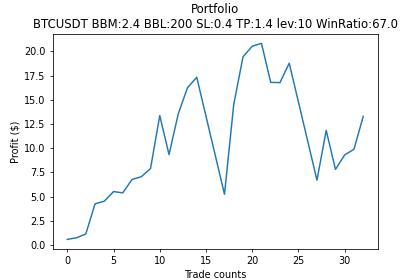 Portfolio
BTCUSDT BBM:2.4 BBL:200 SL:0.4 TP:1.4 lev:10 WinRatio:67.0
20.0
17.5
15.0
12.5
10.0
7.5
5.0
2.5
0.0
Profit ($)
0 5 10 15 20 25 30
Trade counts